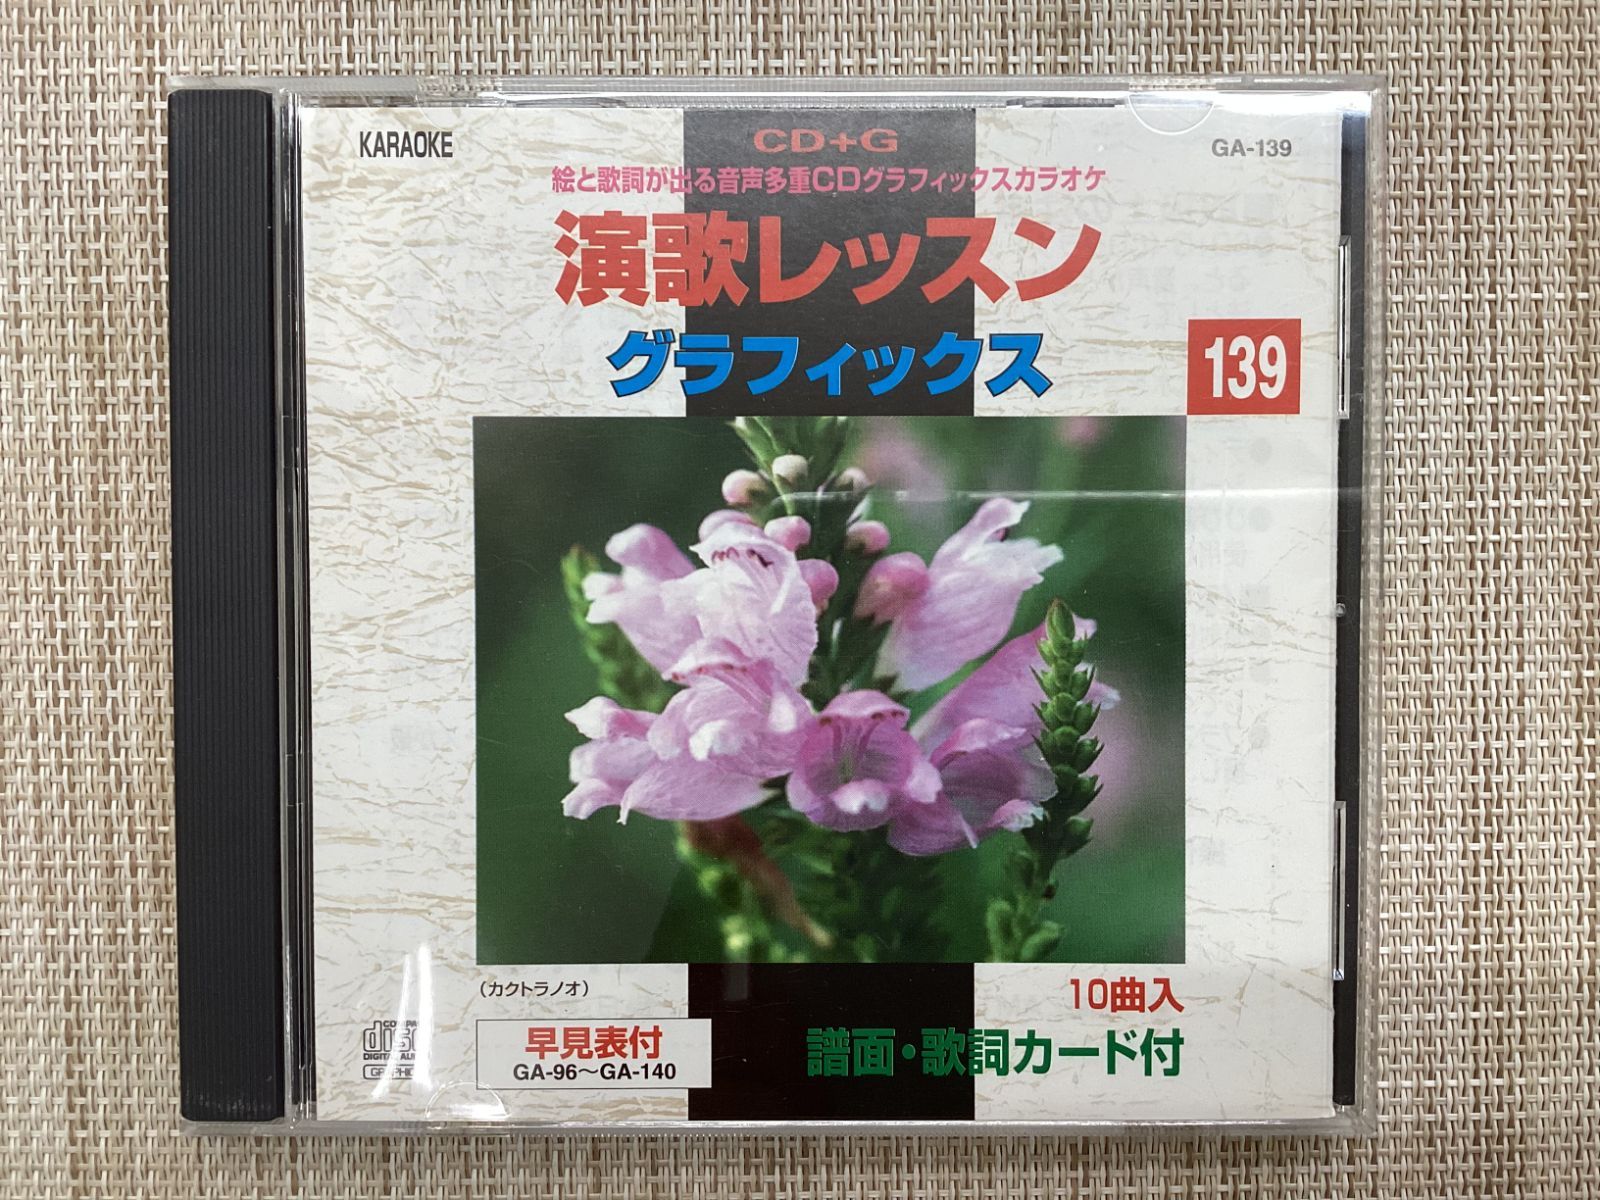 KARAOKE
CD+G
GA-139
絵と歌詞が出る音声多重CDグラフィックスカラオケ
演歌レッスン
グラフィックス
139
(カクトラノオ)
10曲入
早見表付
GA-96〜GA-140
譜面・歌詞カード付
disc